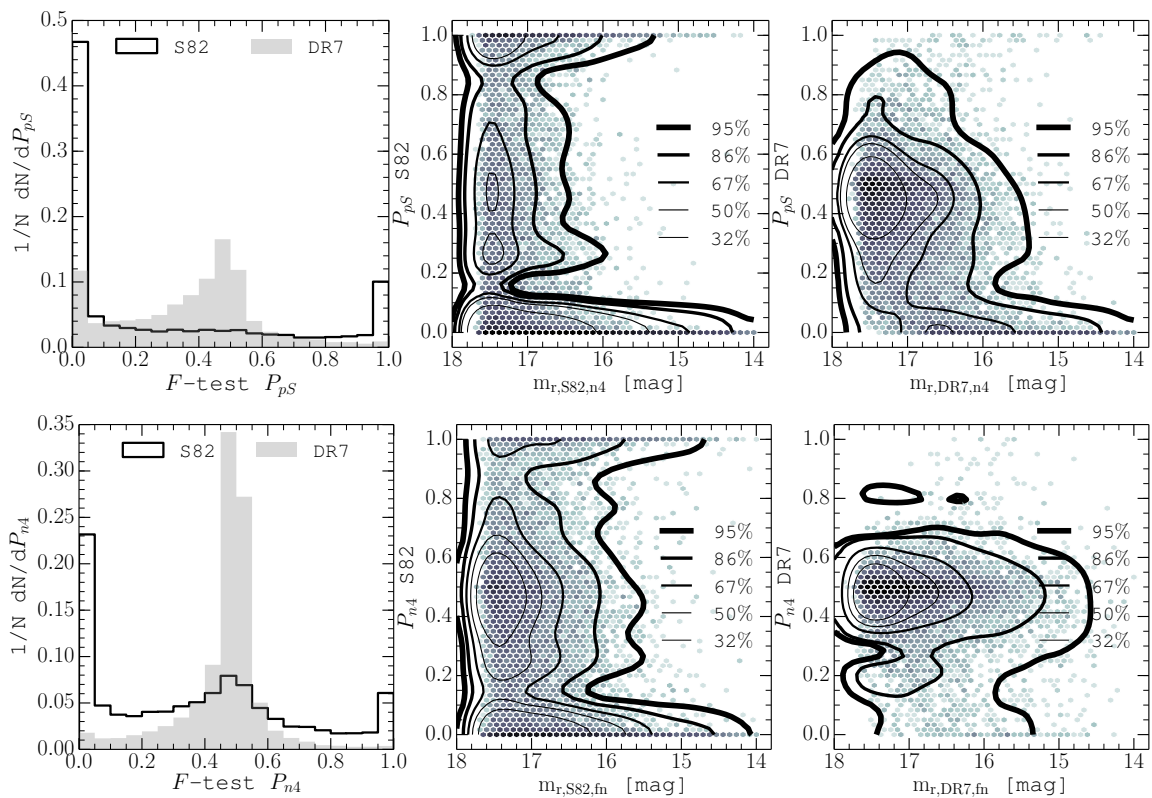 0.5
0.4
0.3
0.2
0.1
0.0
1/N dN/dP_pS
S82 DR7
0.0 0.2 0.4 0.6 0.8 1.0
F-test P_pS
1.0
0.8
0.6
0.4
0.2
0.0
P_pS S82
95%
86%
67%
50%
32%
18 17 16 15 14
m_r,S82,n4 [mag]
1.0
0.8
0.6
0.4
0.2
0.0
P_pS DR7
95%
86%
67%
50%
32%
18 17 16 15 14
m_r,DR7,n4 [mag]
0.35
0.30
0.25
0.20
0.15
0.10
0.05
0.00
1/N dN/dP_n4
S82 DR7
0.0 0.2 0.4 0.6 0.8 1.0
F-test P_n4
1.0
0.8
0.6
0.4
0.2
0.0
P_n4 S82
95%
86%
67%
50%
32%
18 17 16 15 14
m_r,S82,fn [mag]
1.0
0.8
0.6
0.4
0.2
0.0
P_n4 DR7
95%
86%
67%
50%
32%
18 17 16 15 14
m_r,DR7,fn [mag]